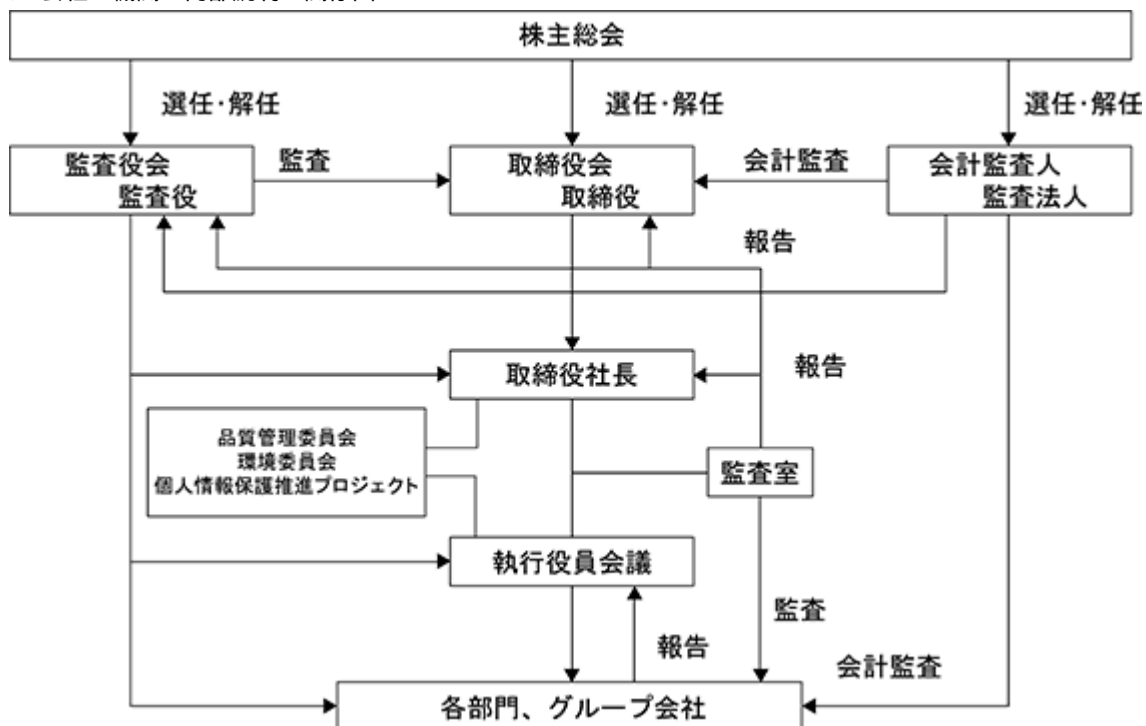 株主総会
選任・解任
選任・解任
選任・解任
監査役会
監査役
監査
取締役会
取締役
会計監査
会計監査人
監査法人
報告
取締役社長
報告
品質管理委員会
環境委員会
個人情報保護推進プロジェクト
監査室
執行役員会議
監査
報告
会計監査
各部門、グループ会社